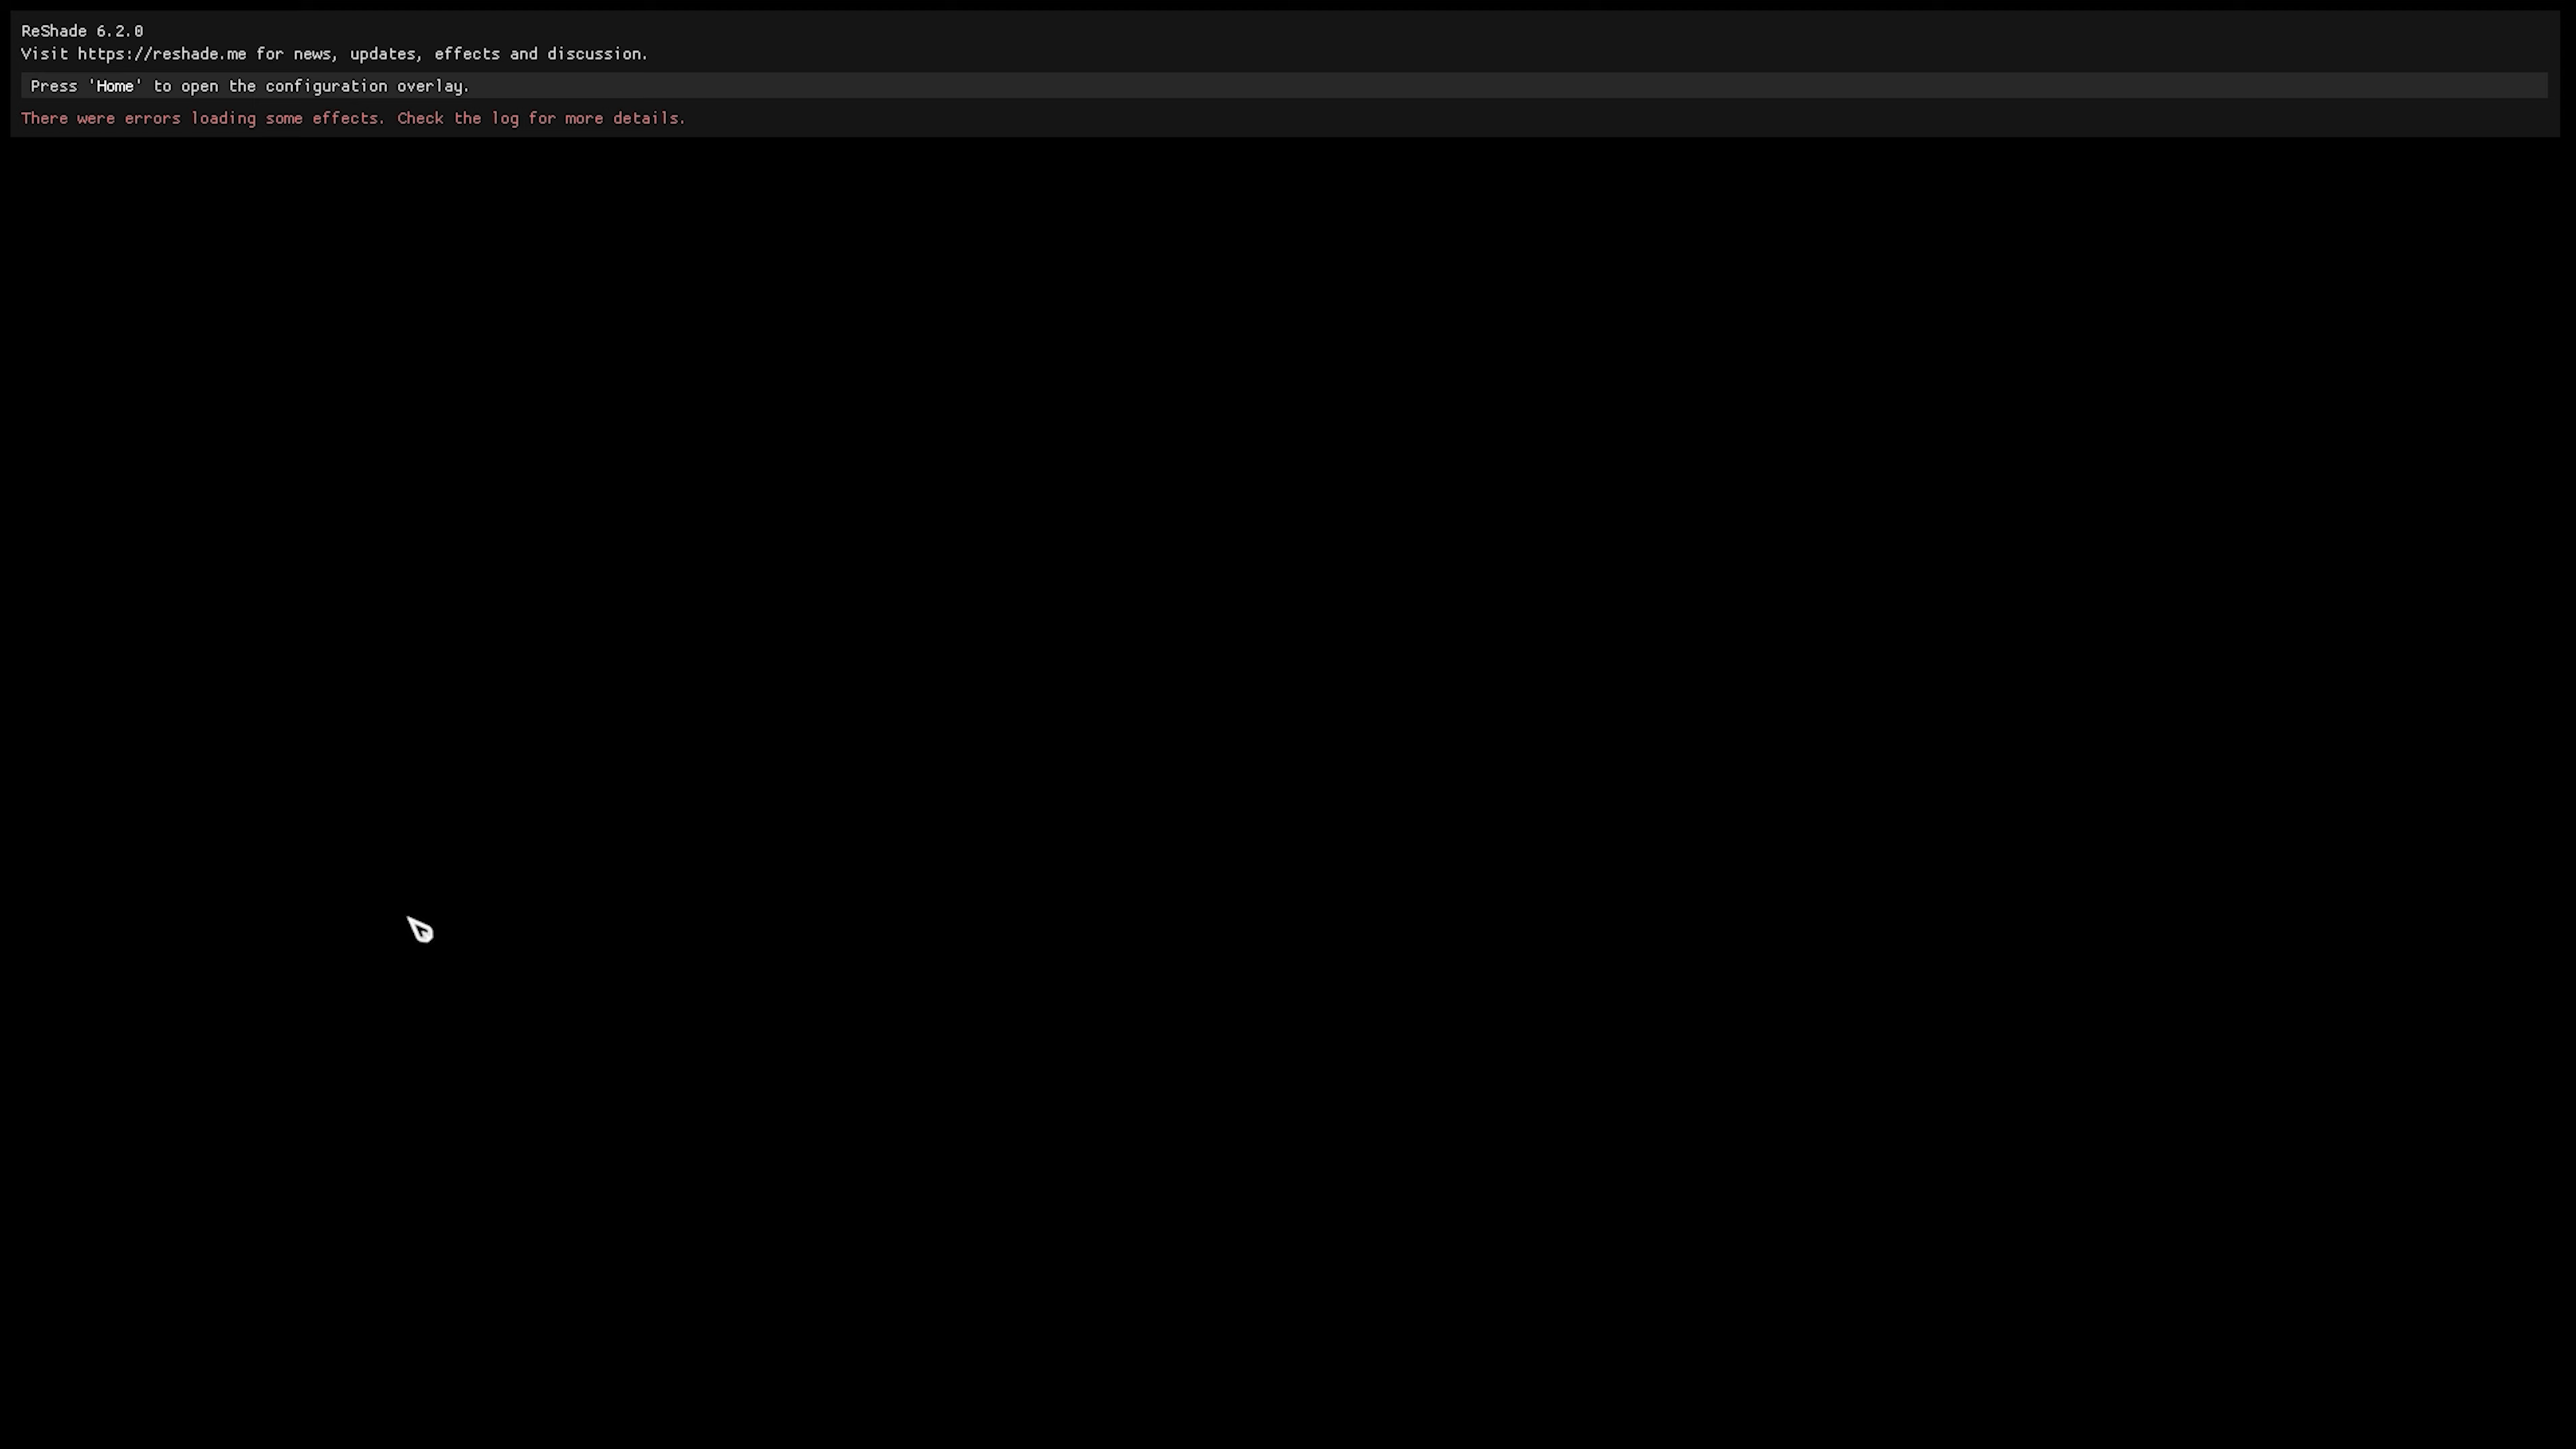 ReShade 6.2.0
Visit https://reshade.me for news, updates, effects and discussion.
Press 'Home' to open the configuration overlay.
There were errors loading some effects. Check the log for more details.